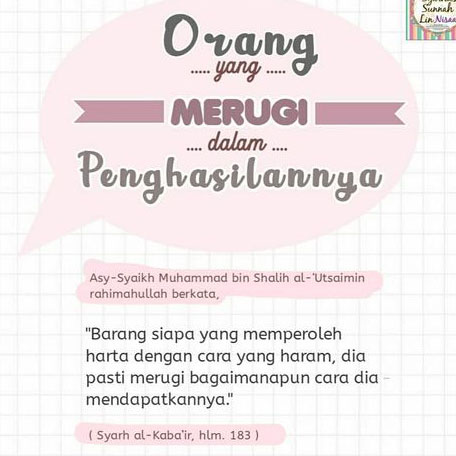 Sunnah
Lin Nisaa
Orang
..... yang .....
MERUGI
.... dalam ....
Penghasilannya
Asy-Syaikh Muhammad bin Shalih al-'Utsaimin
rahimahullah berkata,
"Barang siapa yang memperoleh
harta dengan cara yang haram, dia
pasti merugi bagaimanapun cara dia
mendapatkannya."
( Syarh al-Kaba'ir, hlm. 183 )